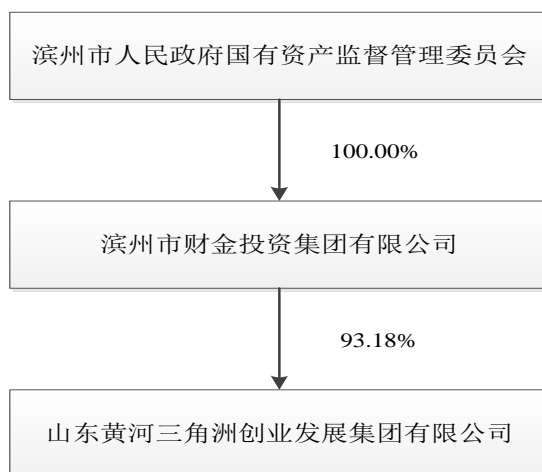 滨州市人民政府国有资产监督管理委员会
100.00%
滨州市财金投资集团有限公司
93.18%
山东黄河三角洲创业发展集团有限公司